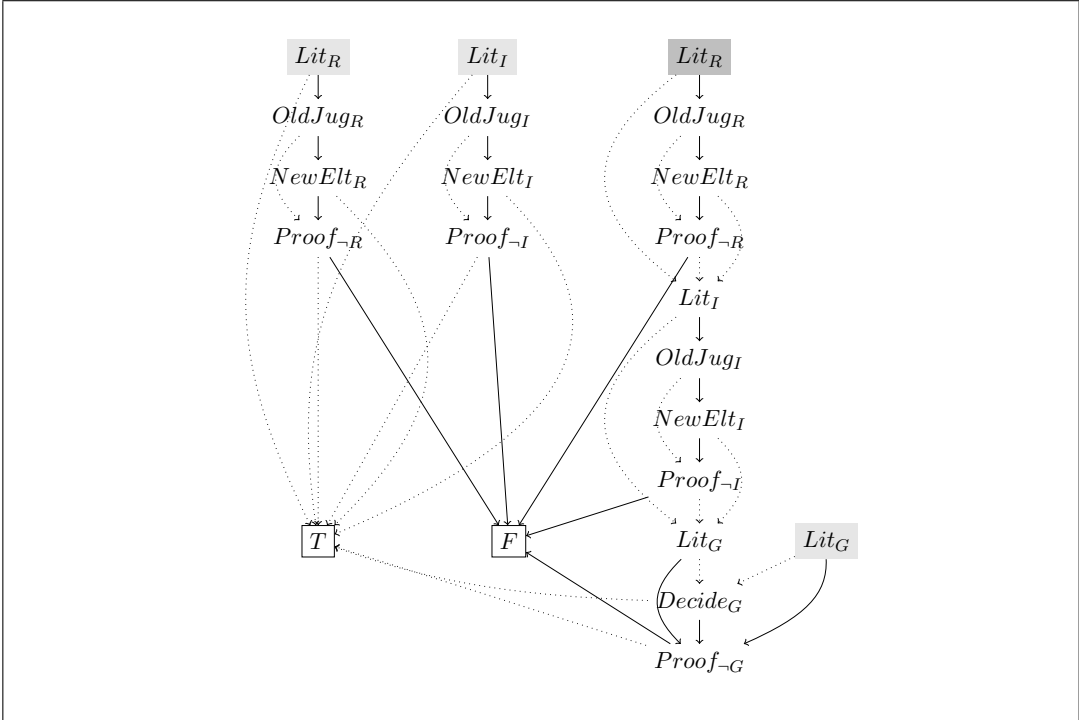 Lit_R Lit_I Lit_R
OldJug_R OldJug_I OldJug_R
NewElt_R NewElt_I NewElt_R
Proof_¬R Proof_¬I Proof_¬R
Lit_I
OldJug_I
NewElt_I
Proof_¬I
T F Lit_G Lit_G
Decide_G
Proof_¬G